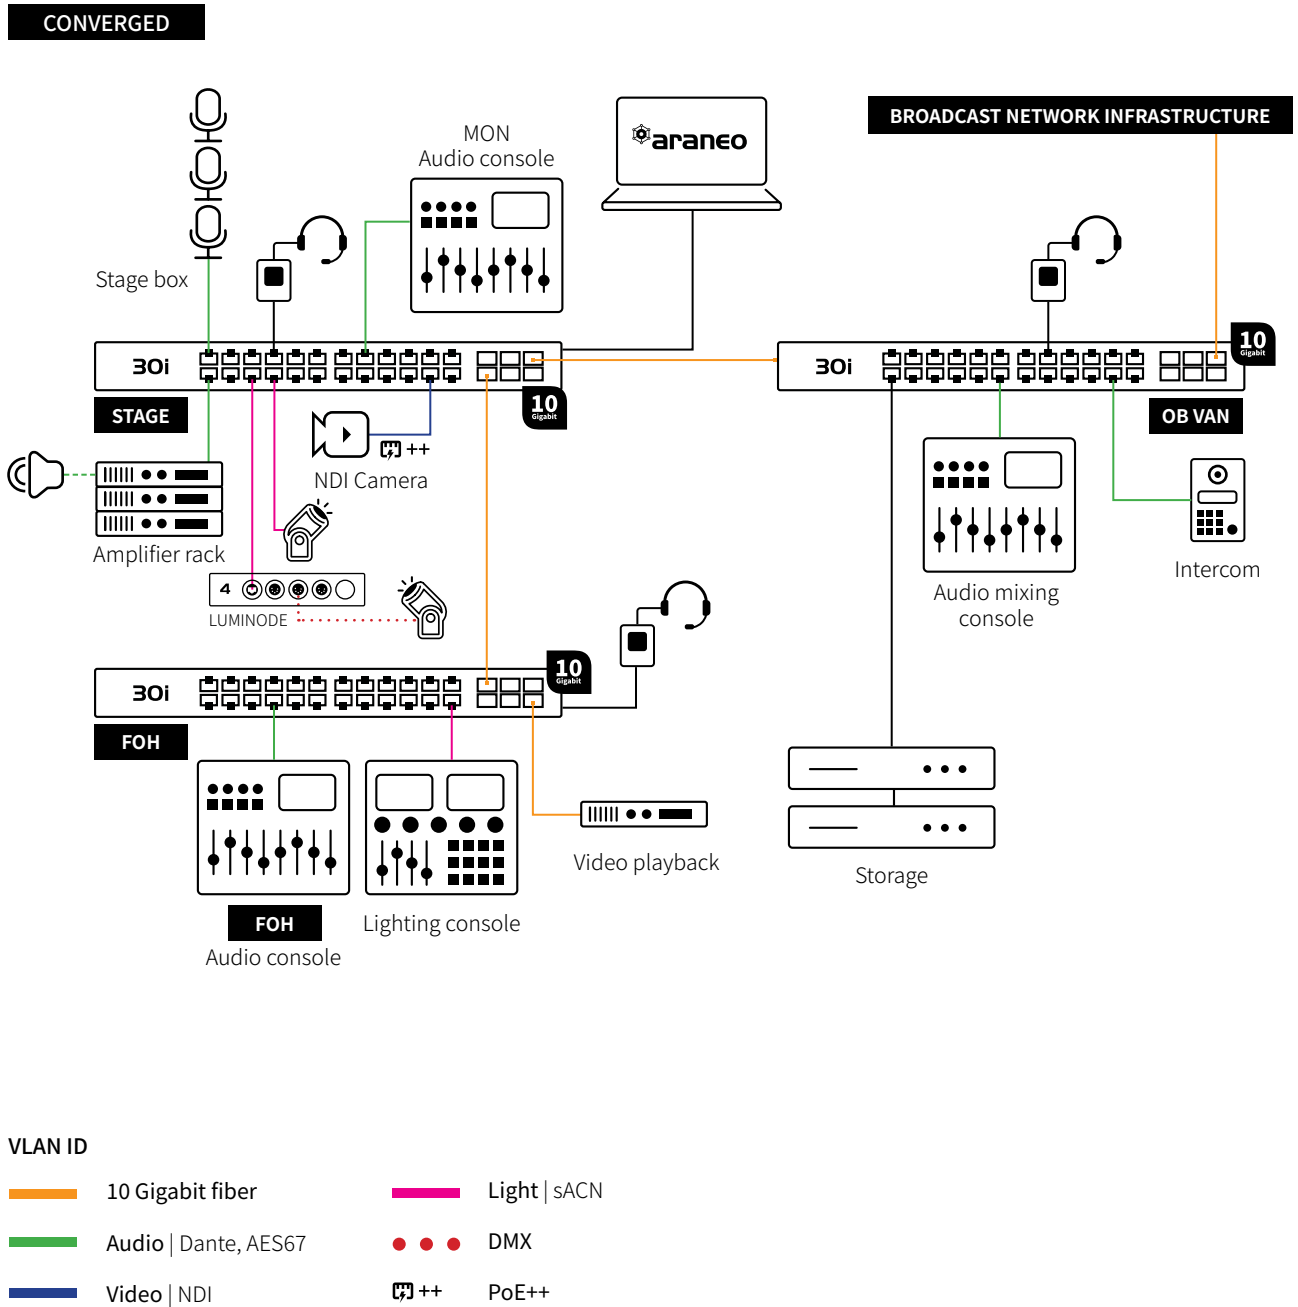 CONVERGED
BROADCAST NETWORK INFRASTRUCTURE
araneo
MON
Audio console
Stage box
30i
10
Gigabit
30i
10
Gigabit
STAGE
OB VAN
++
NDI Camera
Amplifier rack
4
LUMINODE
Intercom
Audio mixing
console
30i
10
Gigabit
FOH
Video playback
Storage
FOH
Audio console
Lighting console
VLAN ID
10 Gigabit fiber
Light | sACN
Audio | Dante, AES67
DMX
Video | NDI
++ PoE++